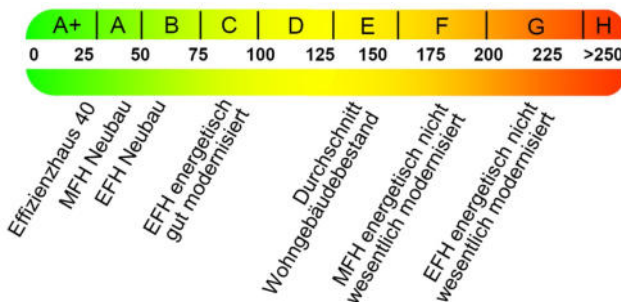 A+ A B C D E F G H
0 25 50 75 100 125 150 175 200 225 >250
Effizienzhaus 40
MFH Neubau
EFH Neubau
EFH energetisch
gut modernisiert
Durchschnitt
Wohngebäudebestand
MFH energetisch nicht
wesentlich modernisiert
EFH energetisch nicht
wesentlich modernisiert